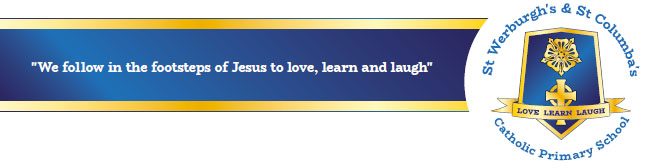 "We follow in the footsteps of Jesus to love, learn and laugh"
St Werburgh's & St Columba's
LOVE LEARN LAUGH
Catholic Primary School